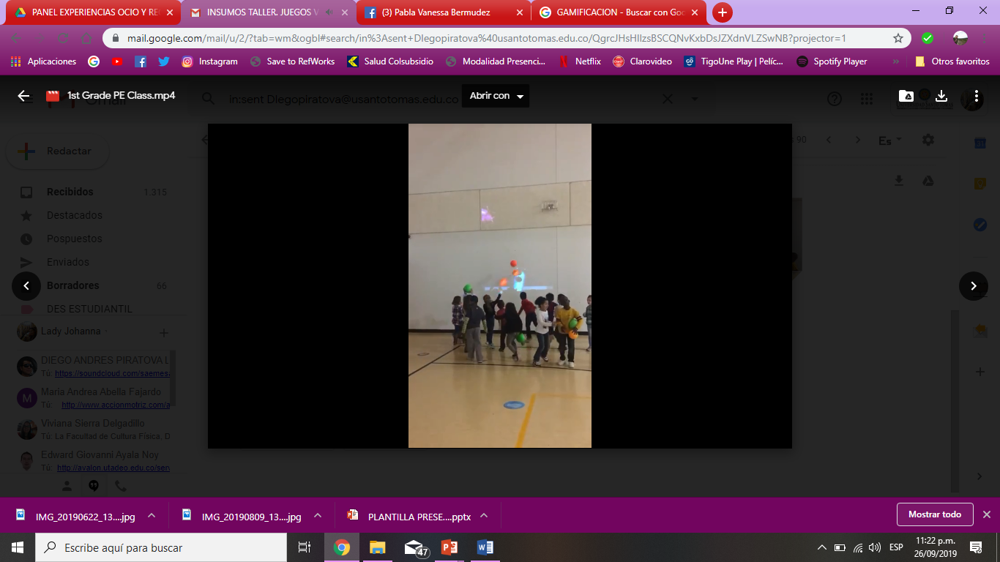 PANEL EXPERIENCIAS OCIO Y RE
INSUMOS TALLER. JUEGOS V
(3) Pabla Vanessa Bermudez
GAMIFICACION - Buscar con Goo
mail.google.com/mail/u/2/?tab=wm&ogbl#search/in%3Asent+DIegopiratova%40usantotomas.edu.co/QgrcJHsHlIzsBSCQNvKxbDsJZXdnVLZSwNB?projector=1
Aplicaciones
Instagram
Save to RefWorks
Salud Colsubsidio
Modalidad Presenci...
Netflix
Clarovideo
TigoUne Play | Pelíc...
Spotify Player
»
Otros favoritos
1st Grade PE Class.mp4
in:sent DIegopiratova@usantotomas.edu.co
Abrir con
Redactar
90
Es
Recibidos 1.315
Destacados
Pospuestos
Enviados
Borradores 66
DES ESTUDIANTIL
Lady Johanna
DIEGO ANDRES PIRATOVA L
Tú: https://soundcloud.com/saemesa
Maria Andrea Abella Fajardo
Tú: http://www.accionmotriz.com/a
Viviana Sierra Delgadillo
Tú: La Facultad de Cultura Física, D
Edward Giovanni Ayala Noy
Tú: http://avalon.utadeo.edu.co/serv
IMG_20190622_13....jpg
IMG_20190809_13....jpg
PLANTILLA PRESE....pptx
Mostrar todo
Escribe aquí para buscar
47
ESP
11:22 p.m.
26/09/2019